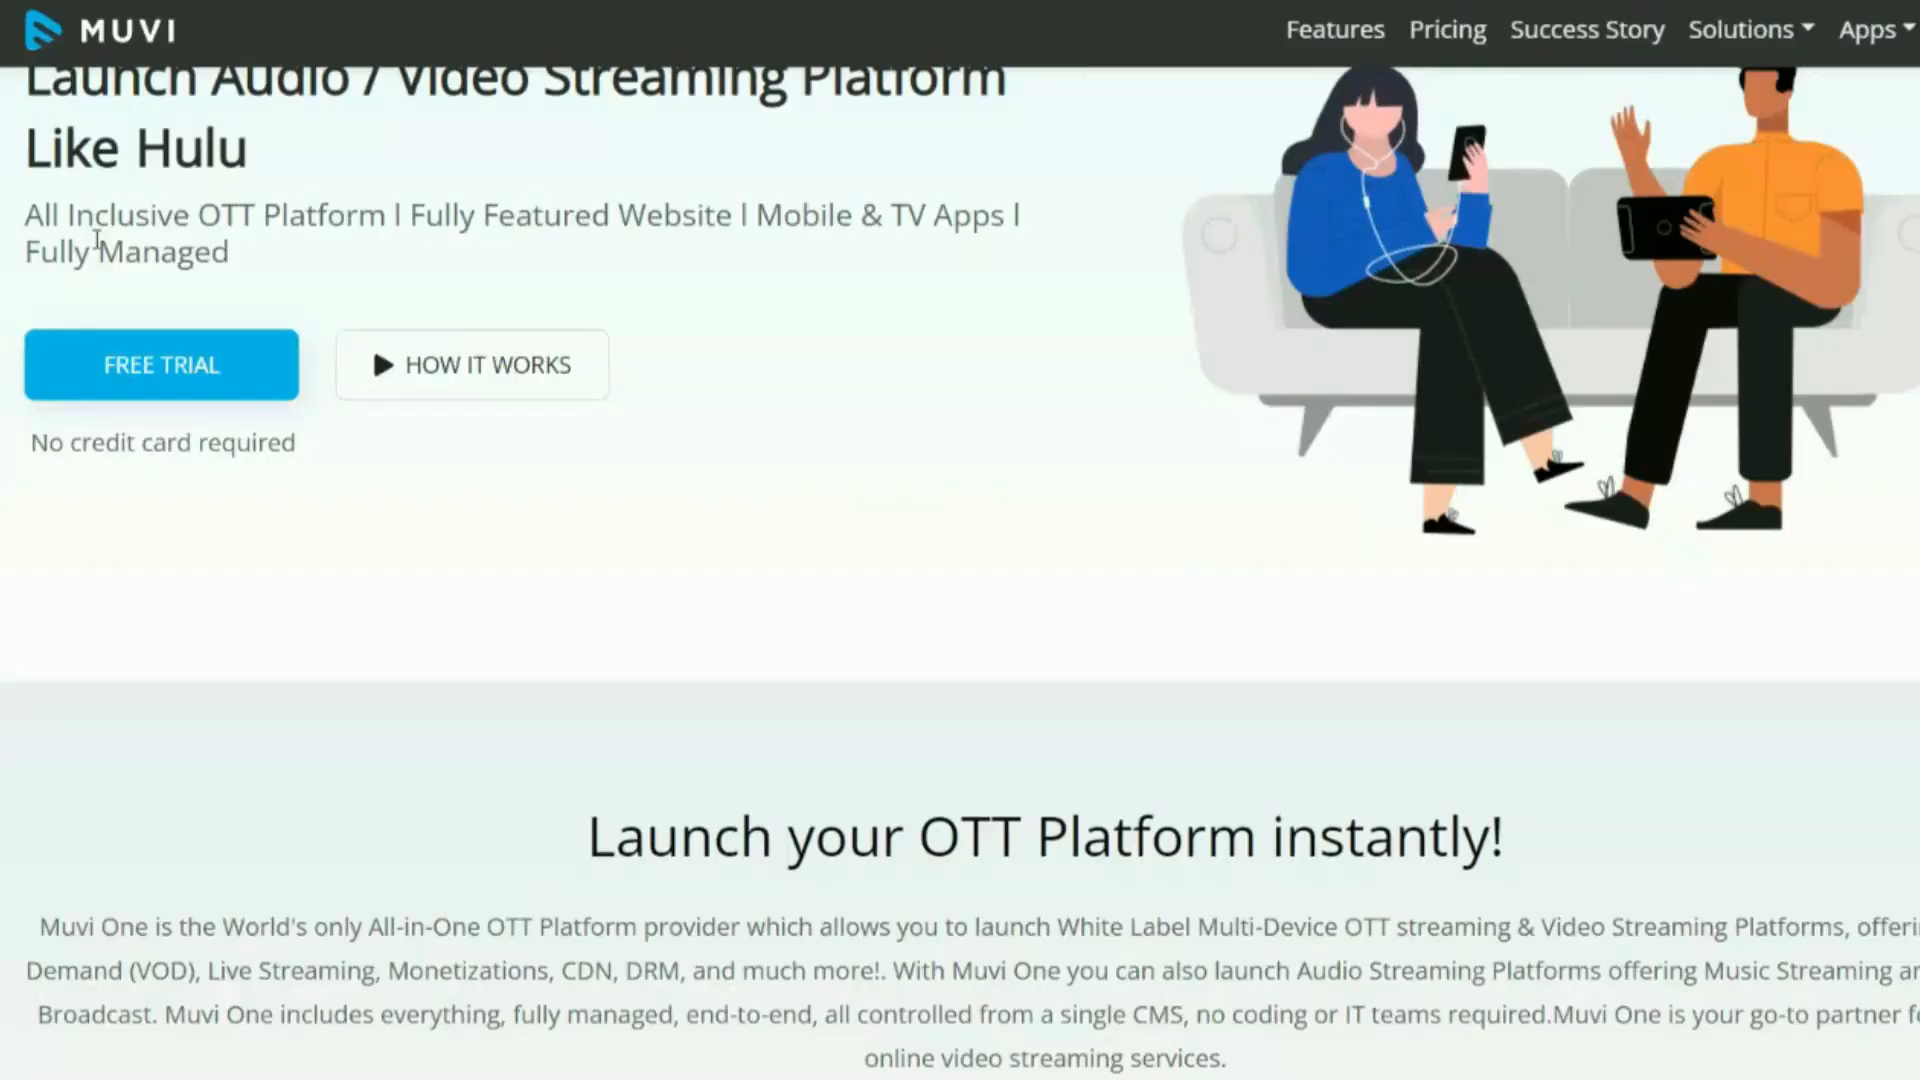 MUVI
Features Pricing Success Story Solutions Apps
Launch Audio / Video Streaming Platform
Like Hulu
All Inclusive OTT Platform l Fully Featured Website l Mobile & TV Apps l
Fully Managed
FREE TRIAL
HOW IT WORKS
No credit card required
Launch your OTT Platform instantly!
Muvi One is the World's only All-in-One OTT Platform provider which allows you to launch White Label Multi-Device OTT streaming & Video Streaming Platforms,
Demand (VOD), Live Streaming, Monetizations, CDN, DRM, and much more!. With Muvi One you can also launch Audio Streaming Platforms offering Music Streaming
Broadcast. Muvi One includes everything, fully managed, end-to-end, all controlled from a single CMS, no coding or IT teams required.Muvi One is your go-to partner
online video streaming services.